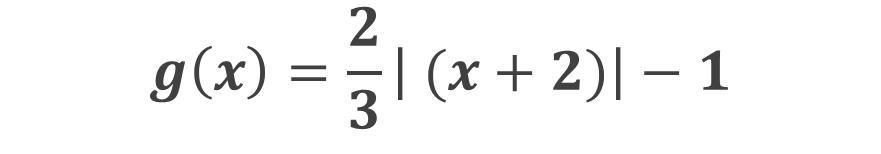 g(x) = 2/3 | (x + 2)| − 1